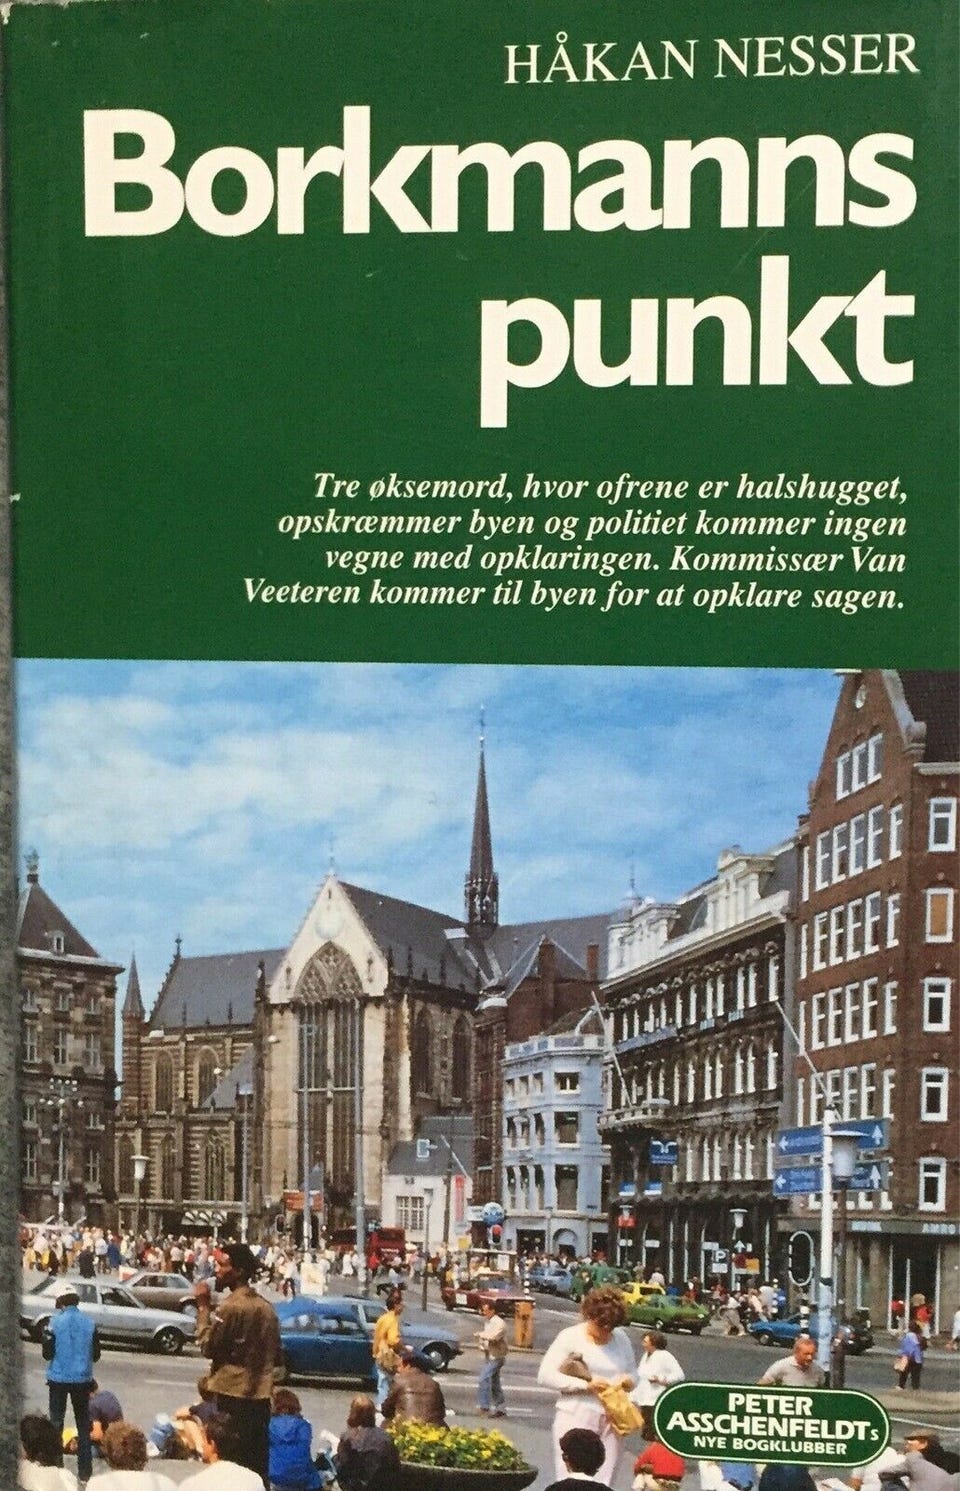 HÅKAN NESSER
Borkmanns
punkt
Tre øksemord, hvor ofrene er halshugget,
opskræmmer byen og politiet kommer ingen
vegne med opklaringen. Kommissær Van
Veeteren kommer til byen for at opklare sagen.
P
PETER
ASSCHENFELDTs
NYE BOGKLUBBER